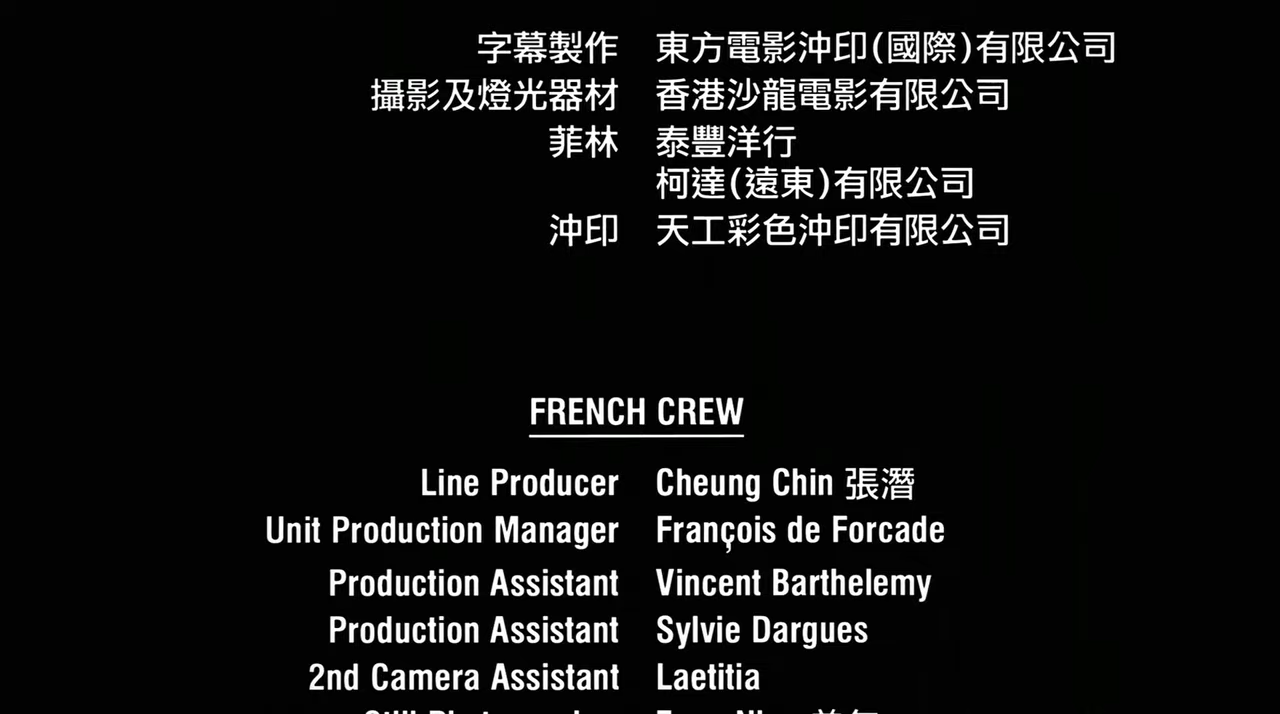 字幕製作 東方電影沖印(國際)有限公司
攝影及燈光器材 香港沙龍電影有限公司
菲林 泰豐洋行
柯達(遠東)有限公司
沖印 天工彩色沖印有限公司
FRENCH CREW
Line Producer Cheung Chin 張潛
Unit Production Manager François de Forcade
Production Assistant Vincent Barthelemy
Production Assistant Sylvie Dargues
2nd Camera Assistant Laetitia